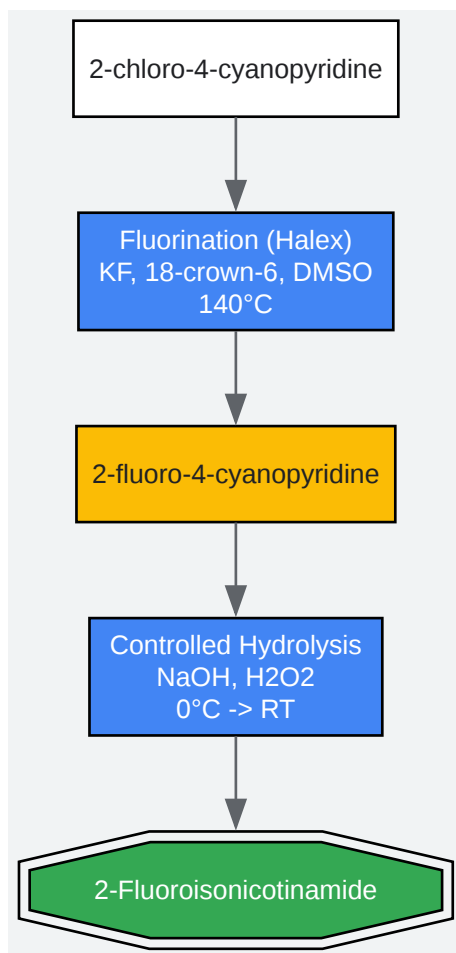 2-chloro-4-cyanopyridine
Fluorination (Halex)
KF, 18-crown-6, DMSO
140°C
2-fluoro-4-cyanopyridine
Controlled Hydrolysis
NaOH, H2O2
0°C -> RT
2-Fluoroisonicotinamide